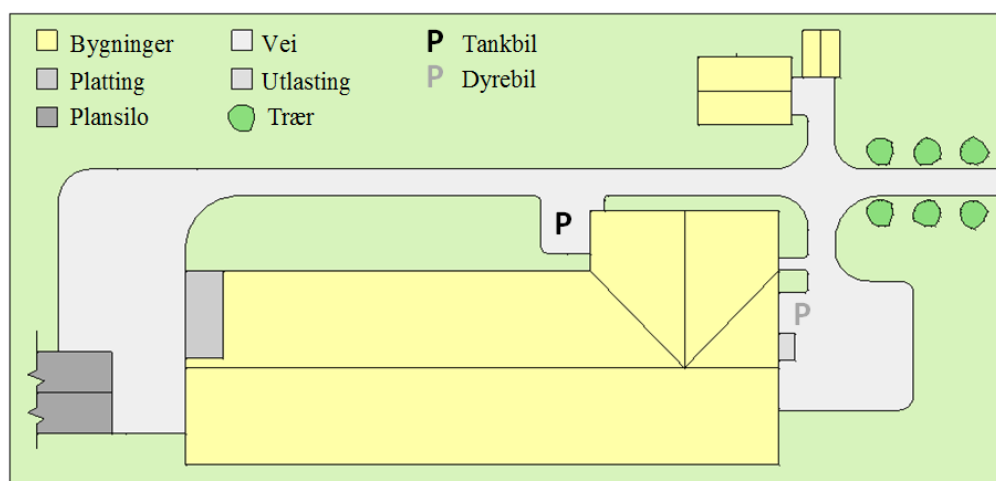 Bygninger
Vei
P Tankbil
Platting
Utlasting
P Dyrebil
Plansilo
Trær
P
P